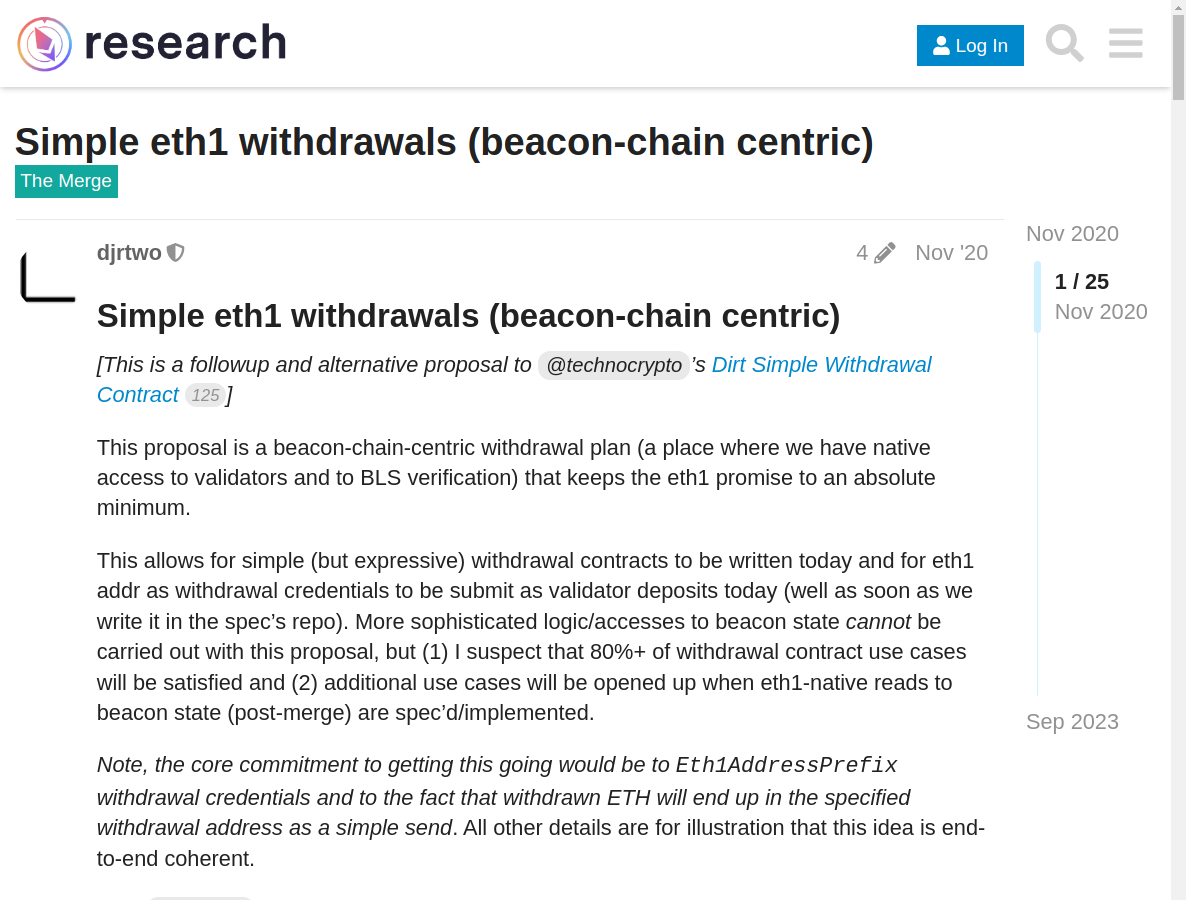 research
Log In
Simple eth1 withdrawals (beacon-chain centric)
The Merge
Nov 2020
djrtwo
4
Nov '20
1 / 25
Nov 2020
Simple eth1 withdrawals (beacon-chain centric)
[This is a followup and alternative proposal to @technocrypto’s Dirt Simple Withdrawal
Contract 125]
This proposal is a beacon-chain-centric withdrawal plan (a place where we have native
access to validators and to BLS verification) that keeps the eth1 promise to an absolute
minimum.
This allows for simple (but expressive) withdrawal contracts to be written today and for eth1
addr as withdrawal credentials to be submit as validator deposits today (well as soon as we
write it in the spec’s repo). More sophisticated logic/accesses to beacon state cannot be
carried out with this proposal, but (1) I suspect that 80%+ of withdrawal contract use cases
will be satisfied and (2) additional use cases will be opened up when eth1-native reads to
beacon state (post-merge) are spec’d/implemented.
Sep 2023
Note, the core commitment to getting this going would be to Eth1AddressPrefix
withdrawal credentials and to the fact that withdrawn ETH will end up in the specified
withdrawal address as a simple send. All other details are for illustration that this idea is end-
to-end coherent.